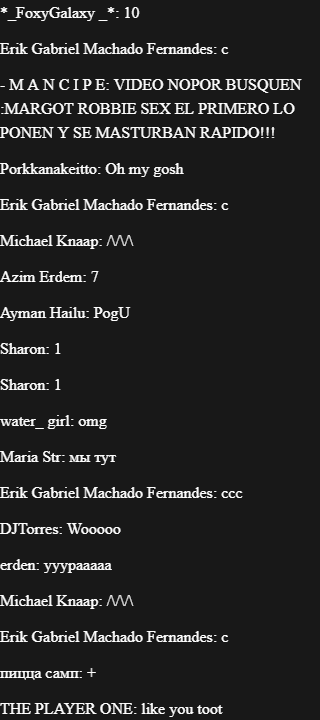 *_FoxyGalaxy _*: 10
Erik Gabriel Machado Fernandes: c
- M A N C I P E: VIDEO NOPOR BUSQUEN
:MARGOT ROBBIE SEX EL PRIMERO LO
PONEN Y SE MASTURBAN RAPIDO!!!
Porkkanakeitto: Oh my gosh
Erik Gabriel Machado Fernandes: c
Michael Knaap: /\/\/\
Azim Erdem: 7
Ayman Hailu: PogU
Sharon: 1
Sharon: 1
water_ girl: omg
Maria Str: мы тут
Erik Gabriel Machado Fernandes: ccc
DJTorres: Wooooo
erden: yyypaaaaa
Michael Knaap: /\/\/\
Erik Gabriel Machado Fernandes: c
пицца самп: +
THE PLAYER ONE: like you toot